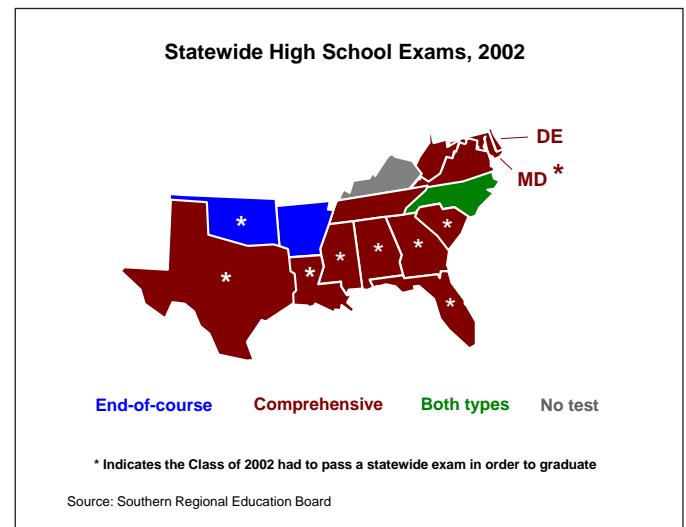 Statewide High School Exams, 2002
DE
MD *
*
*
*
*
*
*
*
*
End-of-course Comprehensive Both types No test
* Indicates the Class of 2002 had to pass a statewide exam in order to graduate
Source: Southern Regional Education Board